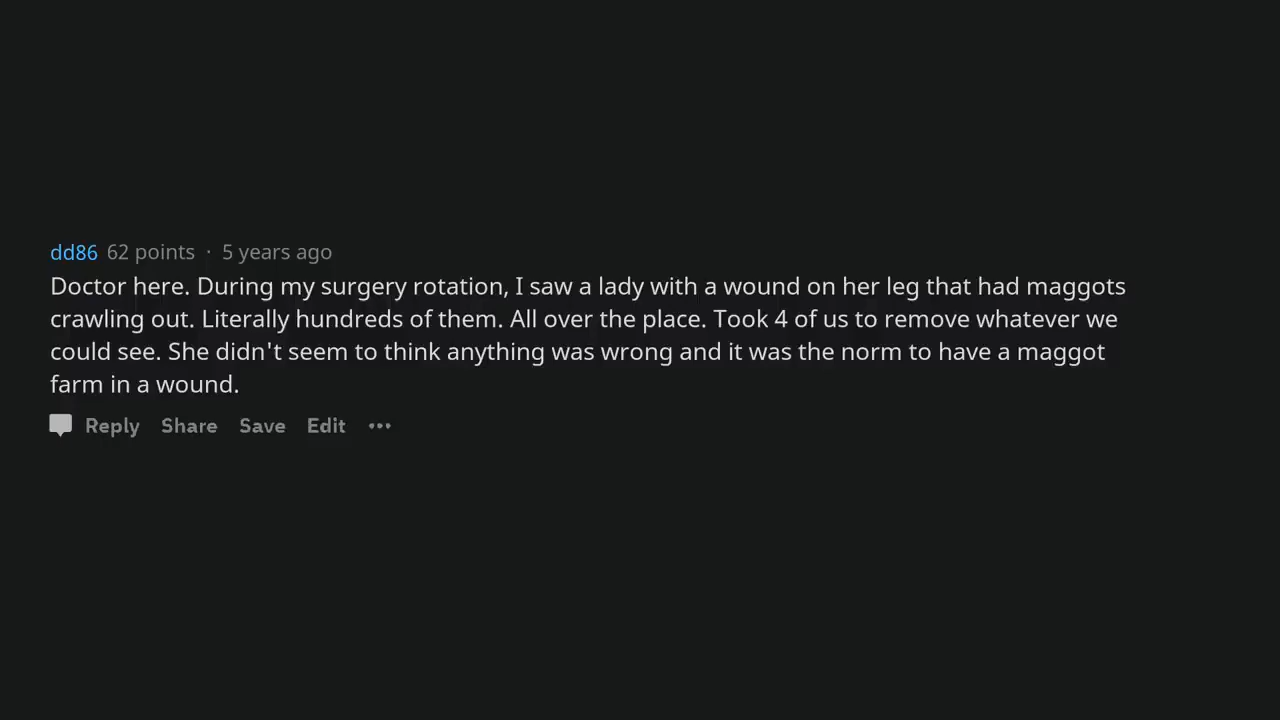 dd86 62 points · 5 years ago
Doctor here. During my surgery rotation, I saw a lady with a wound on her leg that had maggots
crawling out. Literally hundreds of them. All over the place. Took 4 of us to remove whatever we
could see. She didn't seem to think anything was wrong and it was the norm to have a maggot
farm in a wound.
Reply Share Save Edit •••